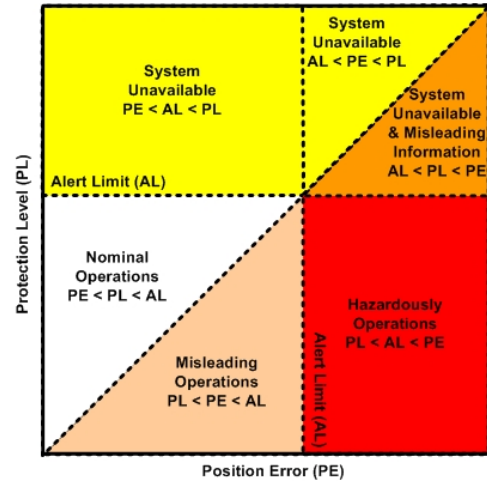 System
Unavailable
PE < AL < PL
System
Unavailable
AL < PE < PL
System
Unavailable
& Misleading
Information
AL < PL < PE
Alert Limit (AL)
Protection Level (PL)
Nominal
Operations
PE < PL < AL
Hazardously
Operations
PL < AL < PE
Misleading
Operations
PL < PE < AL
Alert Limit (AL)
Position Error (PE)